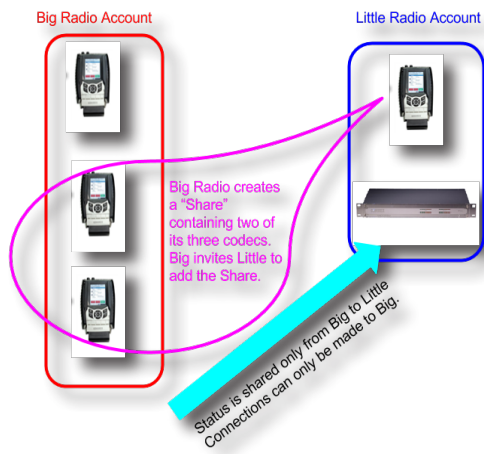 Big Radio Account
Little Radio Account
Big Radio creates
a “Share”
containing two of
its three codecs.
Big invites Little to
add the Share.
Status is shared only from Big to Little
Connections can only be made to Big.